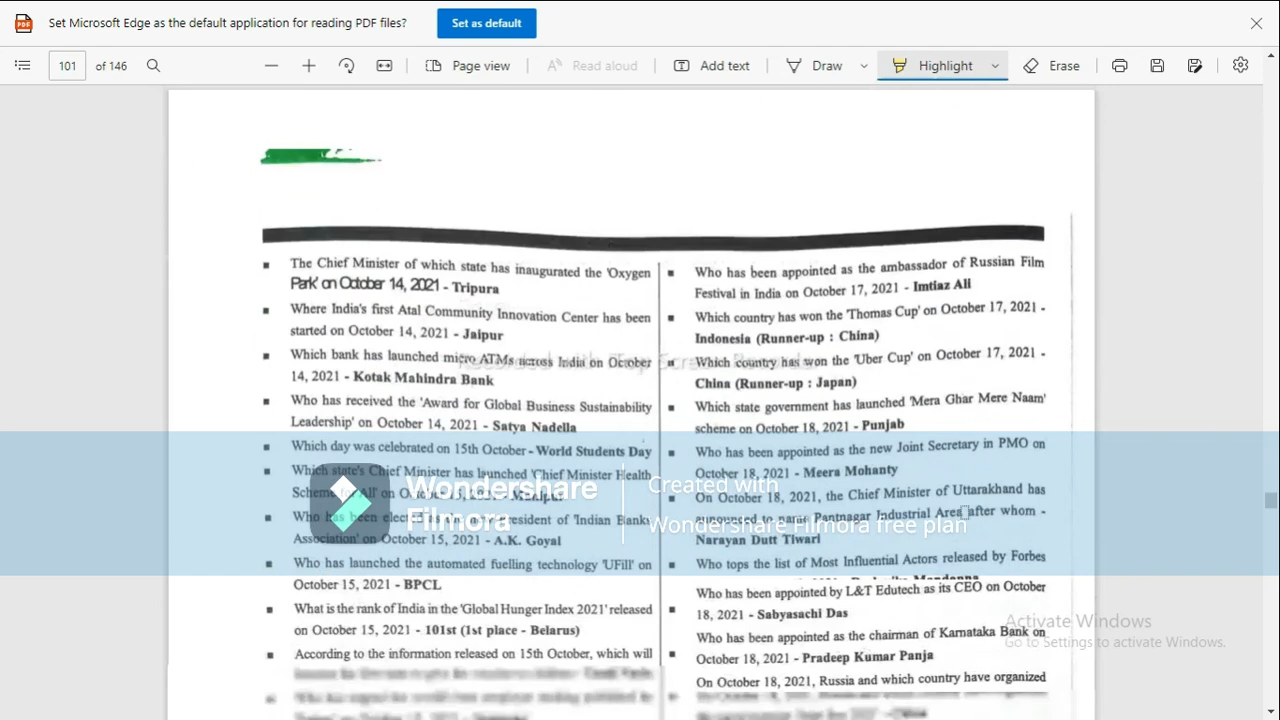 Set Microsoft Edge as the default application for reading PDF files?
Set as default
101 of 146
Page view
Read aloud
Add text
Draw
Highlight
Erase
The Chief Minister of which state has inaugurated the 'Oxygen
Park' on October 14, 2021 - Tripura
Where India's first Atal Community Innovation Center has been
started on October 14, 2021 - Jaipur
Which bank has launched micro ATMs across India on October
14, 2021 - Kotak Mahindra Bank
Who has received the 'Award for Global Business Sustainability
Leadership' on October 14, 2021 - Satya Nadella
Which day was celebrated on 15th October - World Students Day
Which state's Chief Minister has launched 'Chief Minister Health
Scheme for All' on October 15, 2021 - Manipur
Who has been elected as the new President of 'Indian Banks
Association' on October 15, 2021 - A.K. Goyal
Who has launched the automated fuelling technology 'UFill' on
October 15, 2021 - BPCL
What is the rank of India in the 'Global Hunger Index 2021' released
on October 15, 2021 - 101st (1st place - Belarus)
According to the information released on 15th October, which will
Who has been appointed as the ambassador of Russian Film
Festival in India on October 17, 2021 - Imtiaz Ali
Which country has won the 'Thomas Cup' on October 17, 2021 -
Indonesia (Runner-up : China)
Which country has won the 'Uber Cup' on October 17, 2021 -
China (Runner-up : Japan)
Which state government has launched 'Mera Ghar Mere Naam'
scheme on October 18, 2021 - Punjab
Who has been appointed as the new Joint Secretary in PMO on
October 18, 2021 - Meera Mohanty
On October 18, 2021, the Chief Minister of Uttarakhand has
Pantnagar Industrial Area after whom -
Narayan Dutt Tiwari
Who tops the list of Most Influential Actors released by Forbes
Who has been appointed by L&T Edutech as its CEO on October
18, 2021 - Sabyasachi Das
Who has been appointed as the chairman of Karnataka Bank on
October 18, 2021 - Pradeep Kumar Panja
On October 18, 2021, Russia and which country have organized
Wondershare
Filmora
Created with
Wondershare Filmora free plan
Activate Windows
Go to Settings to activate Windows.